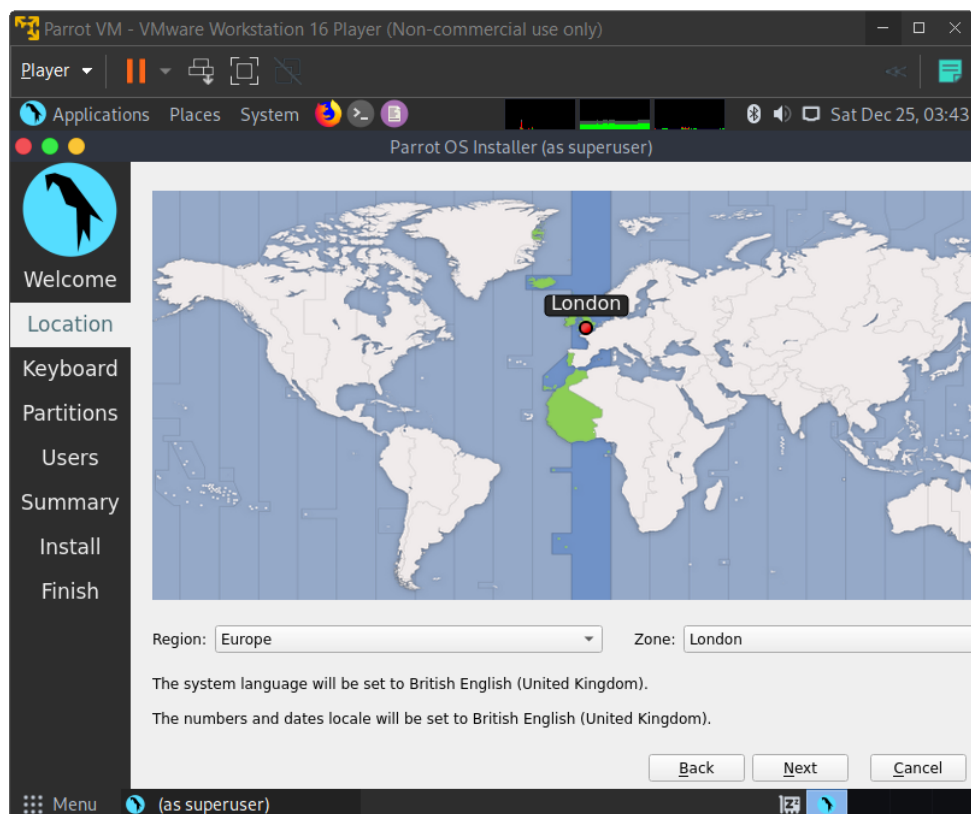 Parrot VM - VMware Workstation 16 Player (Non-commercial use only)
Player
Applications Places System Sat Dec 25, 03:43
Parrot OS Installer (as superuser)
Welcome
Location
Keyboard
Partitions
Users
Summary
Install
Finish
London
Region: Europe Zone: London
The system language will be set to British English (United Kingdom).
The numbers and dates locale will be set to British English (United Kingdom).
Back Next Cancel
Menu (as superuser)